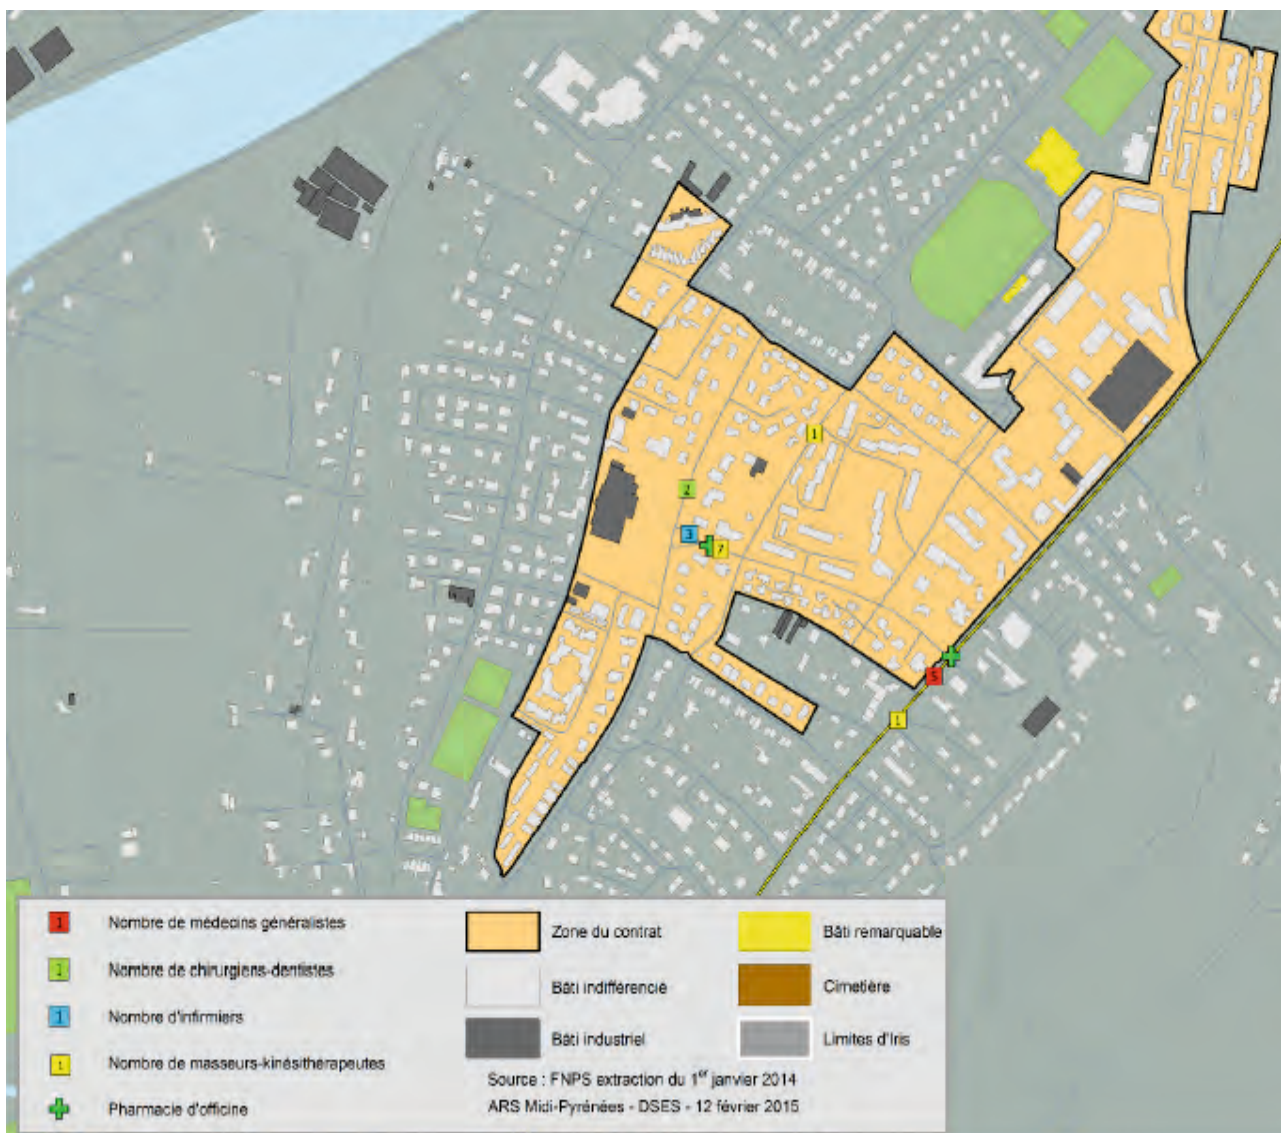 1
2
3
7
5
1
1 Nombre de médecins généralistes
1 Nombre de chirurgiens-dentistes
1 Nombre d'infirmiers
1 Nombre de masseurs-kinésithérapeutes
Pharmacie d'officine
Zone du contrat
Bâti indifférencié
Bâti industriel
Bâti remarquable
Cimetière
Limites d'Iris
Source : FNPS extraction du 1er janvier 2014
ARS Midi-Pyrénées - DSES - 12 février 2015